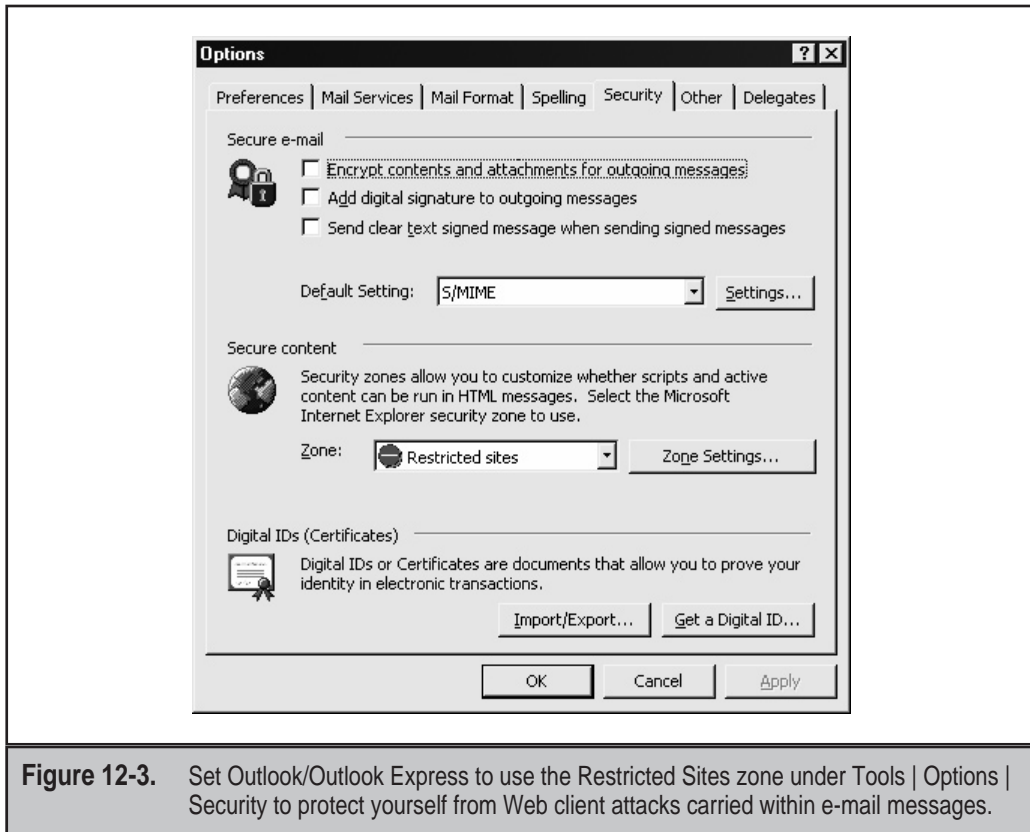 Options
Preferences Mail Services Mail Format Spelling Security Other Delegates
Secure e-mail
Encrypt contents and attachments for outgoing messages
Add digital signature to outgoing messages
Send clear text signed message when sending signed messages
Default Setting: S/MIME Settings...
Secure content
Security zones allow you to customize whether scripts and active
content can be run in HTML messages. Select the Microsoft
Internet Explorer security zone to use.
Zone: Restricted sites Zone Settings...
Digital IDs (Certificates)
Digital IDs or Certificates are documents that allow you to prove your
identity in electronic transactions.
Import/Export... Get a Digital ID...
OK Cancel Apply
Figure 12-3. Set Outlook/Outlook Express to use the Restricted Sites zone under Tools | Options |
Security to protect yourself from Web client attacks carried within e-mail messages.